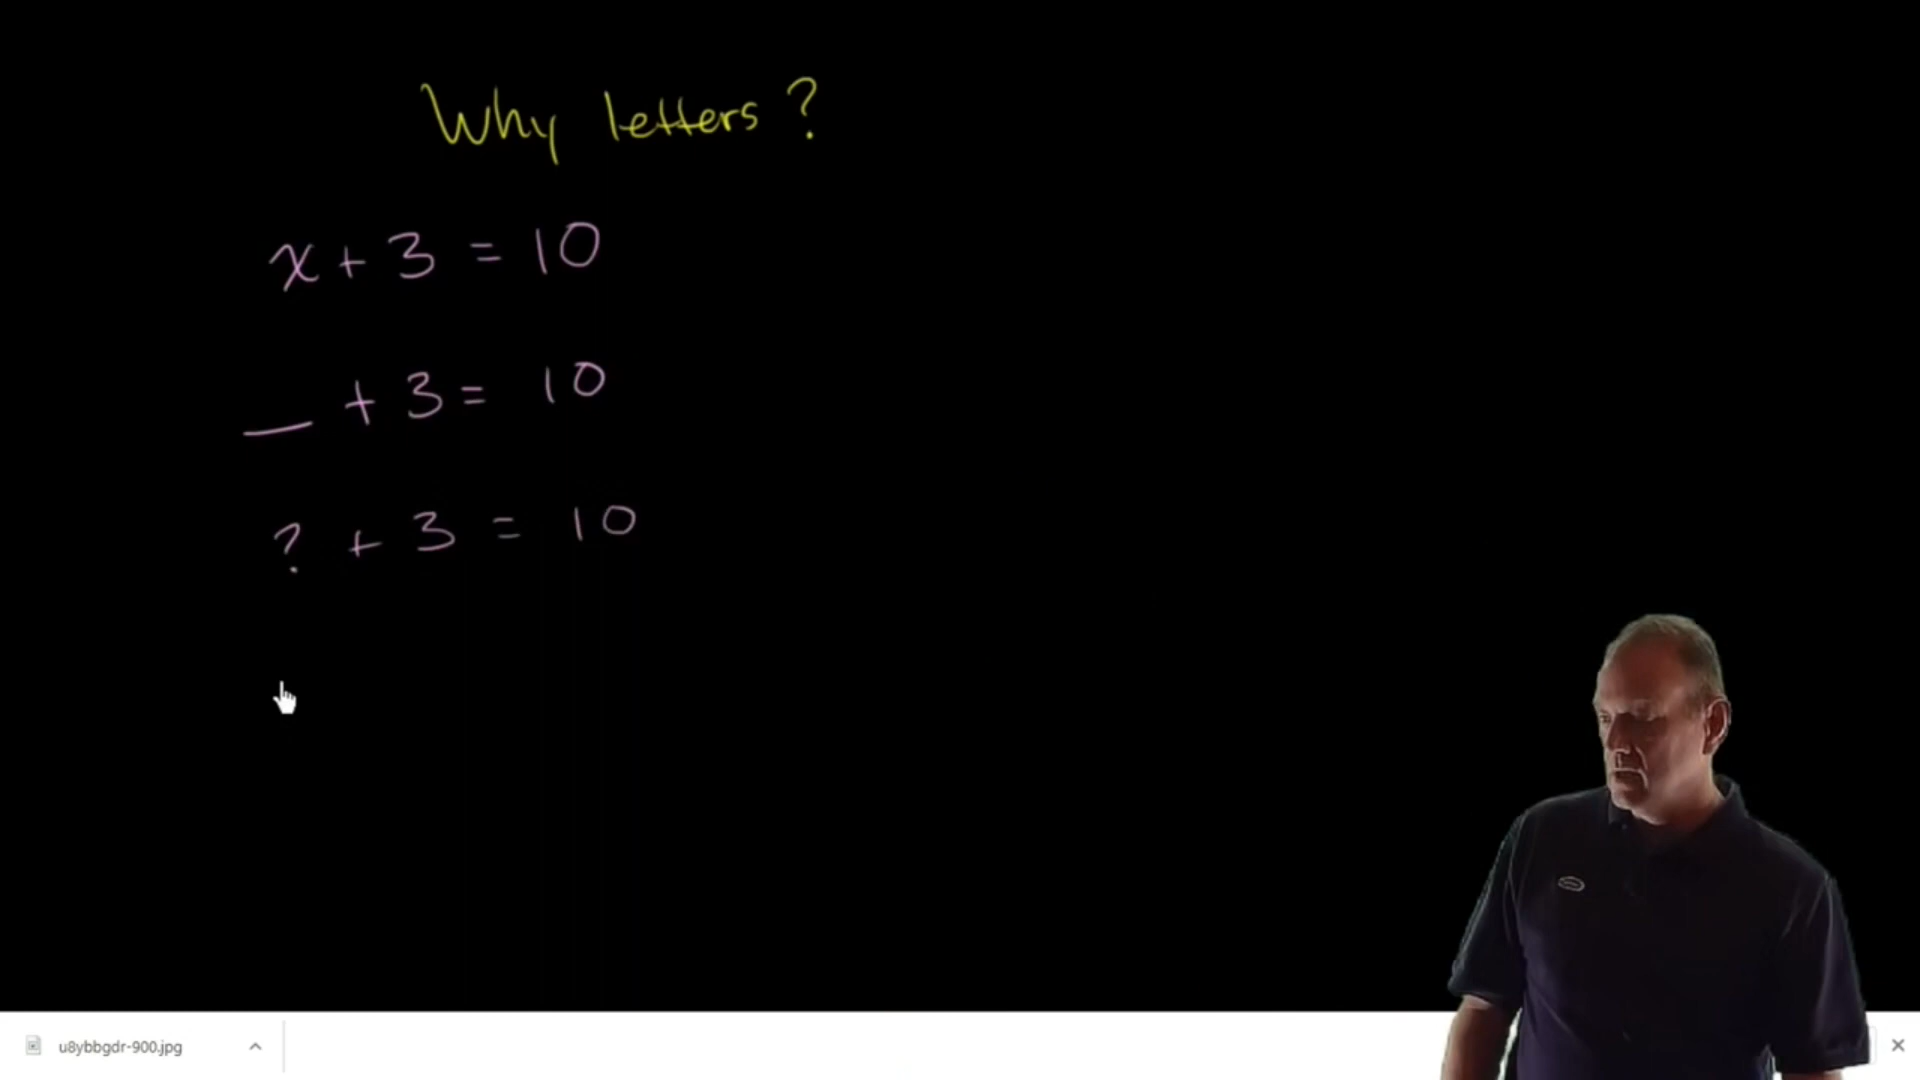 Why letters?
x + 3 = 10
_ + 3 = 10
? + 3 = 10
u8ybbgdr-900.jpg